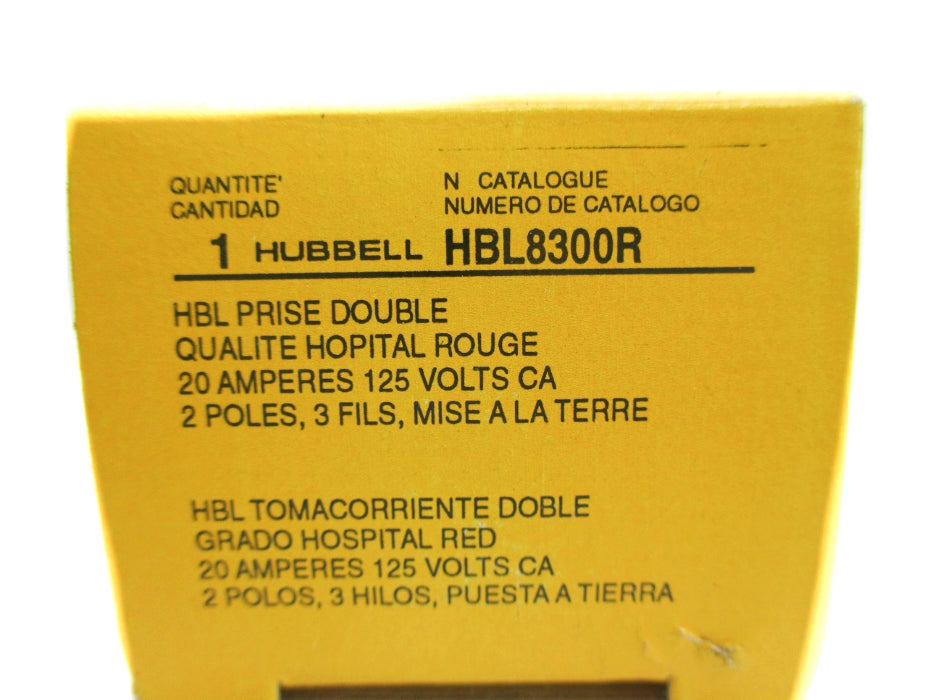 QUANTITE'
CANTIDAD
N CATALOGUE
NUMERO DE CATALOGO
1 HUBBELL HBL8300R
HBL PRISE DOUBLE
QUALITE HOPITAL ROUGE
20 AMPERES 125 VOLTS CA
2 POLES, 3 FILS, MISE A LA TERRE
HBL TOMACORRIENTE DOBLE
GRADO HOSPITAL RED
20 AMPERES 125 VOLTS CA
2 POLOS, 3 HILOS, PUESTA A TIERRA